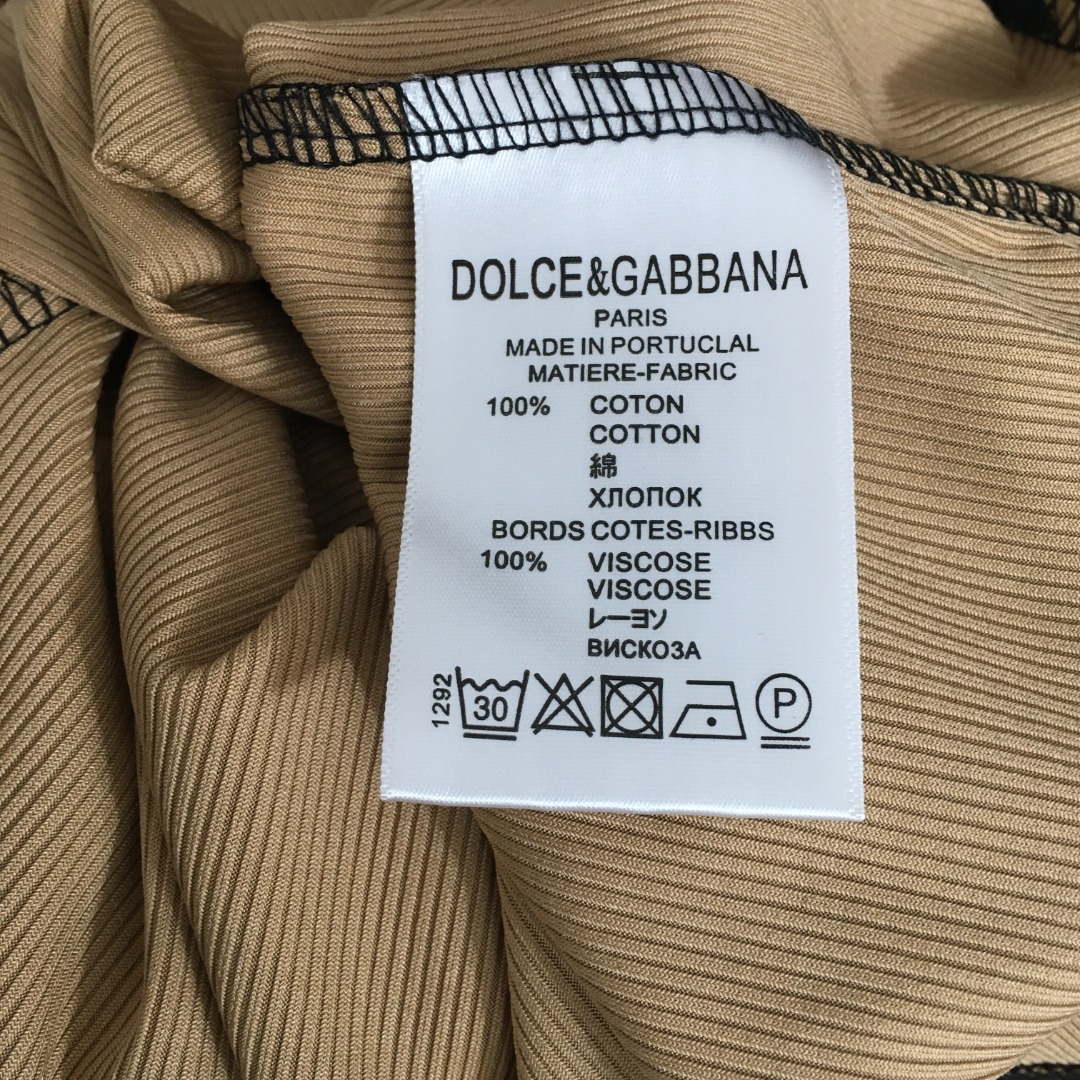 DOLCE&GABBANA
PARIS
MADE IN PORTUCLAL
MATIERE-FABRIC
100% COTON
COTTON
綿
ХЛОПОК
BORDS COTES-RIBBS
100% VISCOSE
VISCOSE
レーヨン
ВИСКОЗА
1292
30
P